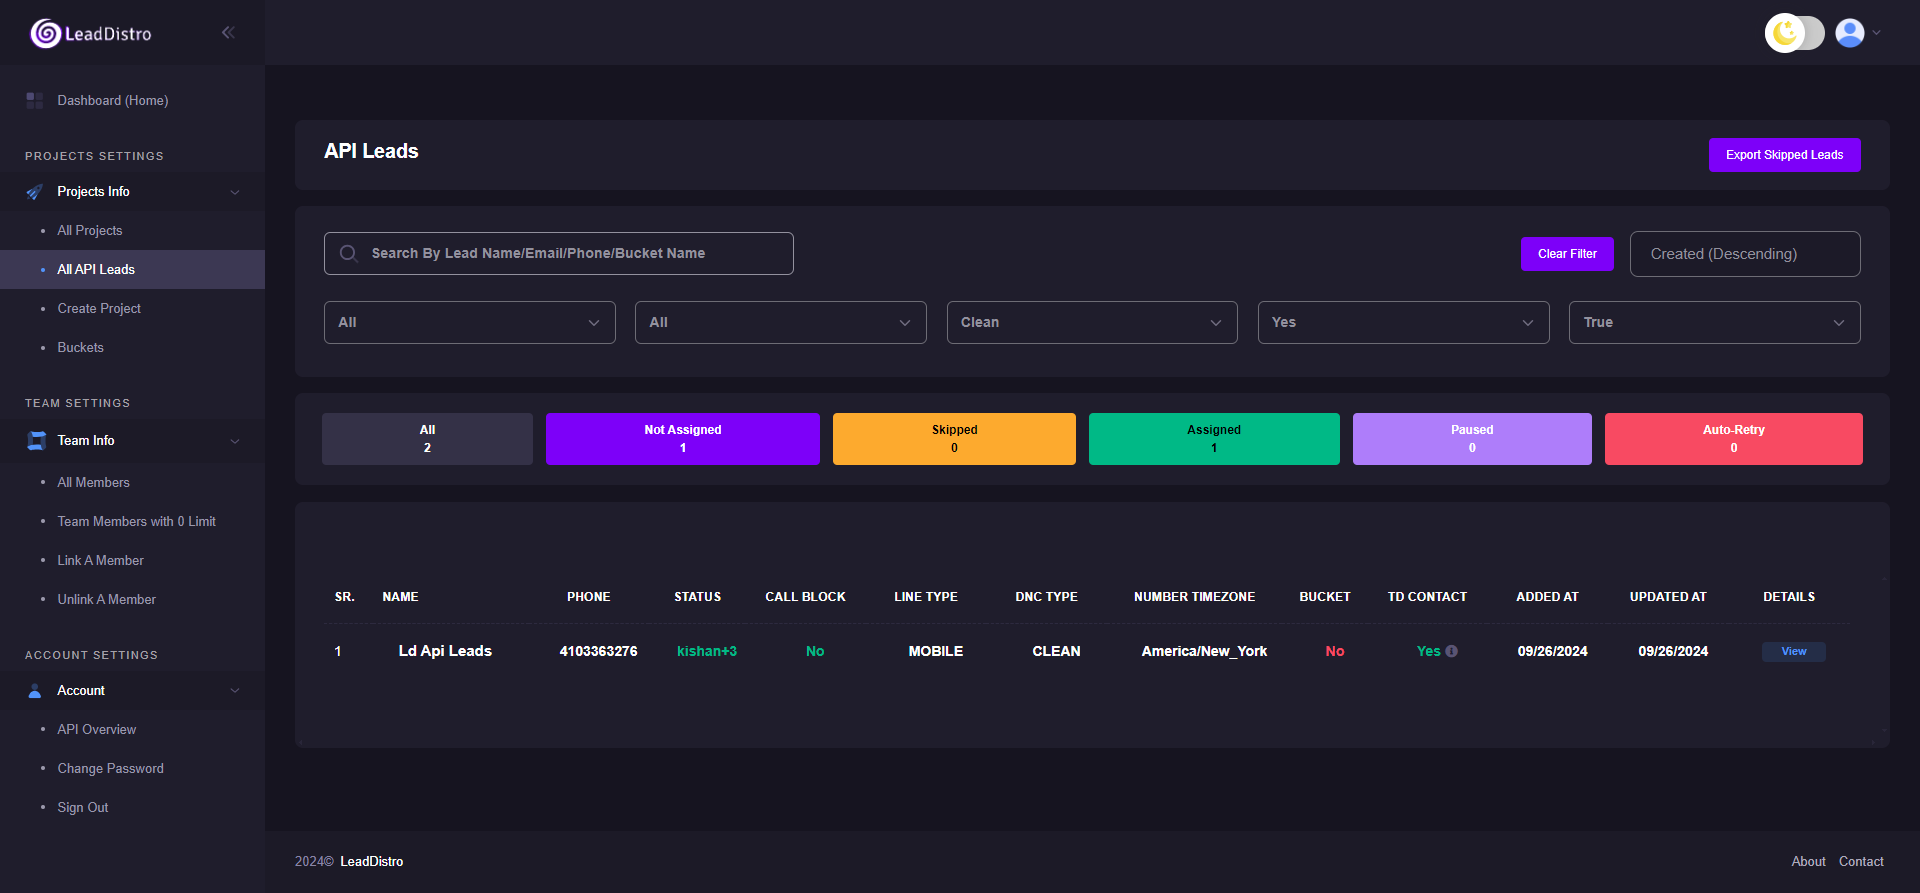 LeadDistro
Dashboard (Home)
PROJECTS SETTINGS
Projects Info
All Projects
All API Leads
Create Project
Buckets
TEAM SETTINGS
Team Info
All Members
Team Members with 0 Limit
Link A Member
Unlink A Member
ACCOUNT SETTINGS
Account
API Overview
Change Password
Sign Out
API Leads
Export Skipped Leads
Search By Lead Name/Email/Phone/Bucket Name
Clear Filter
Created (Descending)
All All Clean Yes True
All Not Assigned Skipped Assigned Paused Auto-Retry
2 1 0 1 0 0
SR. NAME PHONE STATUS CALL BLOCK LINE TYPE DNC TYPE NUMBER TIMEZONE BUCKET TD CONTACT ADDED AT UPDATED AT DETAILS
1 Ld Api Leads 4103363276 kishan+3 No MOBILE CLEAN America/New_York No Yes 09/26/2024 09/26/2024 View
2024© LeadDistro
About Contact